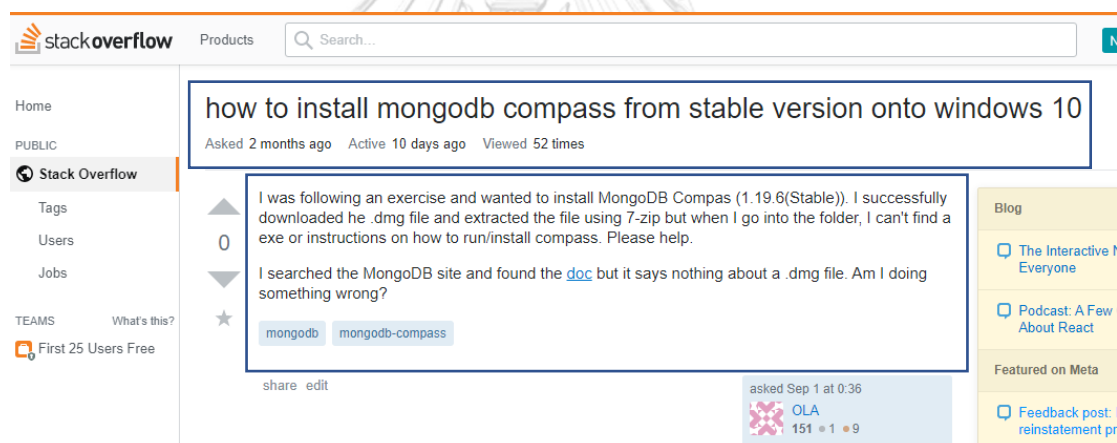 stackoverflow Products Search...
Home
PUBLIC
Stack Overflow
Tags
Users
Jobs
TEAMS What's this?
First 25 Users Free
how to install mongodb compass from stable version onto windows 10
Asked 2 months ago Active 10 days ago Viewed 52 times
0
I was following an exercise and wanted to install MongoDB Compas (1.19.6(Stable)). I successfully
downloaded he .dmg file and extracted the file using 7-zip but when I go into the folder, I can't find a
exe or instructions on how to run/install compass. Please help.
I searched the MongoDB site and found the doc but it says nothing about a .dmg file. Am I doing
something wrong?
mongodb mongodb-compass
share edit
asked Sep 1 at 0:36
OLA
151 1 9
Blog
The Interactive
Everyone
Podcast: A Few
About React
Featured on Meta
Feedback post:
reinstatement